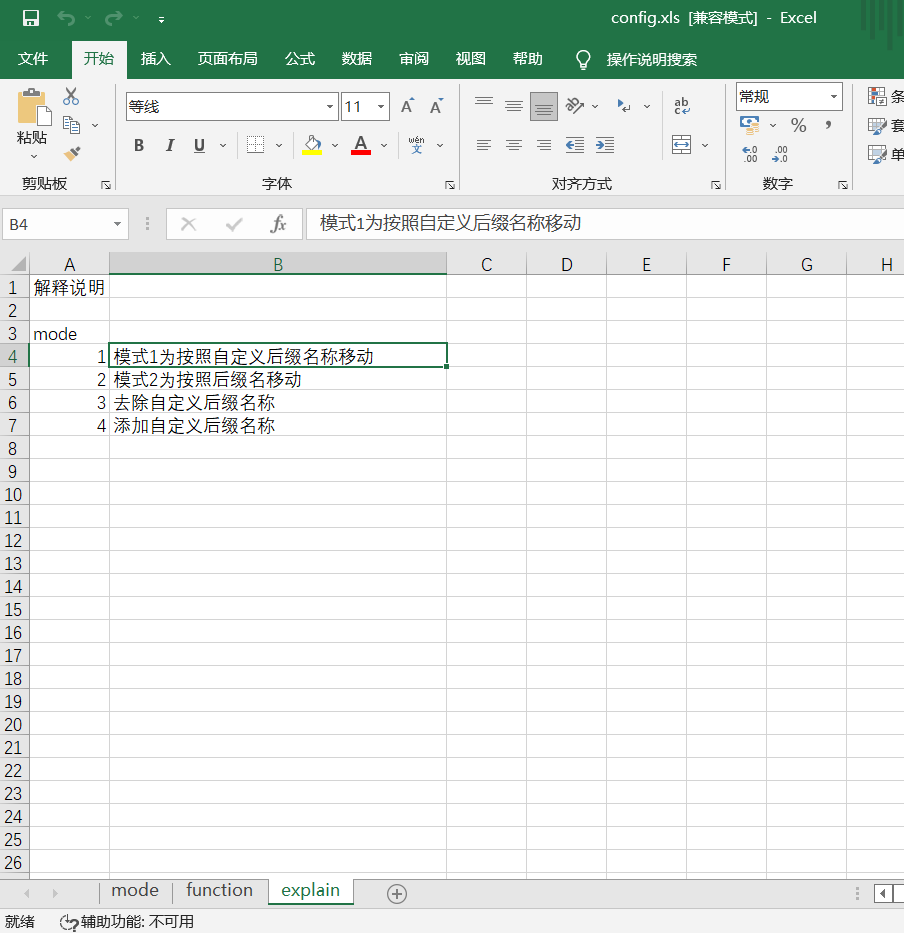 config.xls [兼容模式] - Excel
文件 开始 插入 页面布局 公式 数据 审阅 视图 帮助 操作说明搜索
等线 11 A A ab c 常规 条
粘贴 B I U A wén 文 % , 套
←0 .00 .00 →.0 单
剪贴板 字体 对齐方式 数字
B4 fx 模式1为按照自定义后缀名称移动
A B C D E F G H
1 解释说明
2
3 mode
4 1 模式1为按照自定义后缀名称移动
5 2 模式2为按照后缀名移动
6 3 去除自定义后缀名称
7 4 添加自定义后缀名称
8
9
10
11
12
13
14
15
16
17
18
19
20
21
22
23
24
25
26
mode function explain
就绪 辅助功能: 不可用